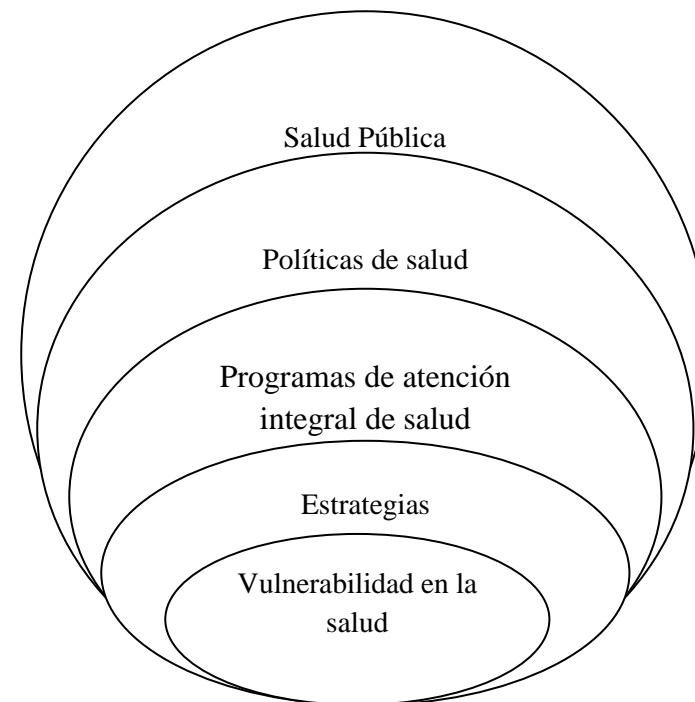 Salud Pública
Políticas de salud
Programas de atención
integral de salud
Estrategias
Vulnerabilidad en la
salud